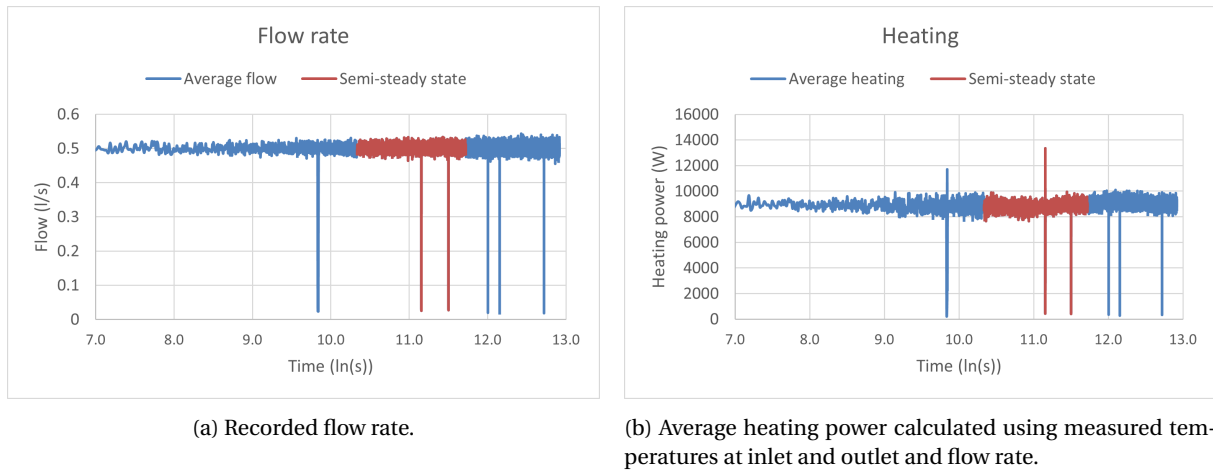 Flow rate
Average flow Semi-steady state
0.6
0.5
0.4
0.3
0.2
0.1
0
Flow (l/s)
7.0 8.0 9.0 10.0 11.0 12.0 13.0
Time (ln(s))
(a) Recorded flow rate.
Heating
Average heating Semi-steady state
16000
14000
12000
10000
8000
6000
4000
2000
0
Heating power (W)
7.0 8.0 9.0 10.0 11.0 12.0 13.0
Time (ln(s))
(b) Average heating power calculated using measured tem-
peratures at inlet and outlet and flow rate.